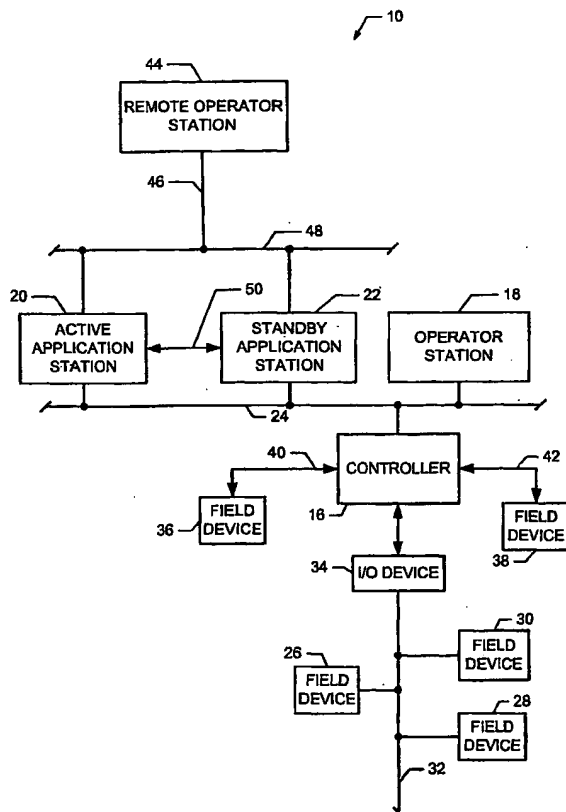 10
44
REMOTE OPERATOR
STATION
46
48
20
50
22
18
ACTIVE
APPLICATION
STATION
STANDBY
APPLICATION
STATION
OPERATOR
STATION
24
40
CONTROLLER
42
36
FIELD
DEVICE
16
FIELD
DEVICE
38
34
I/O DEVICE
26
FIELD
DEVICE
30
FIELD
DEVICE
28
FIELD
DEVICE
32